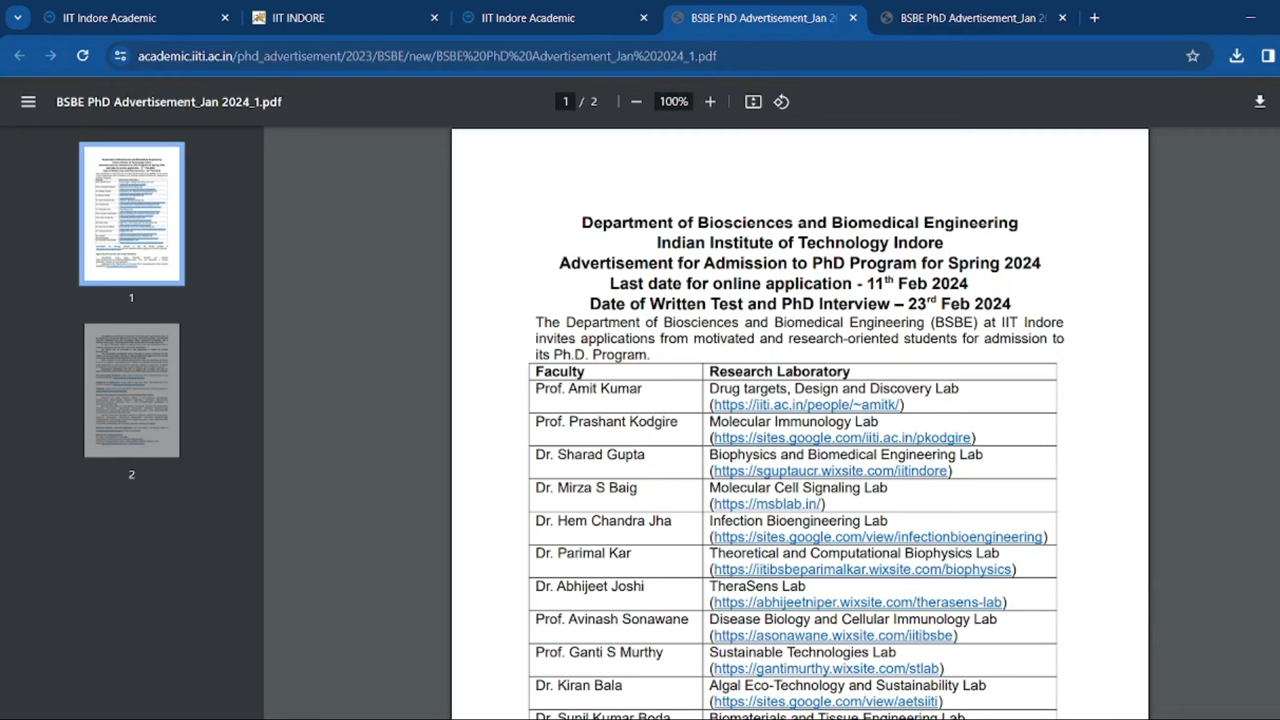 IIT Indore Academic
IIT INDORE
IIT Indore Academic
BSBE PhD Advertisement_Jan 2
BSBE PhD Advertisement_Jan 202
academic.iiti.ac.in/phd_advertisement/2023/BSBE/new/BSBE%20PhD%20Advertisement_Jan%202024_1.pdf
BSBE PhD Advertisement_Jan 2024_1.pdf
1 / 2
100%
1
2
Department of Biosciences and Biomedical Engineering
Indian Institute of Technology Indore
Advertisement for Admission to PhD Program for Spring 2024
Last date for online application - 11th Feb 2024
Date of Written Test and PhD Interview – 23rd Feb 2024
The Department of Biosciences and Biomedical Engineering (BSBE) at IIT Indore
invites applications from motivated and research-oriented students for admission to
its Ph.D. Program.
Faculty Research Laboratory
Prof. Amit Kumar Drug targets, Design and Discovery Lab
(https://iiti.ac.in/people/~amitk/)
Prof. Prashant Kodgire Molecular Immunology Lab
(https://sites.google.com/iiti.ac.in/pkodgire)
Dr. Sharad Gupta Biophysics and Biomedical Engineering Lab
(https://sguptaucr.wixsite.com/iitindore)
Dr. Mirza S Baig Molecular Cell Signaling Lab
(https://msblab.in/)
Dr. Hem Chandra Jha Infection Bioengineering Lab
(https://sites.google.com/view/infectionbioengineering)
Dr. Parimal Kar Theoretical and Computational Biophysics Lab
(https://iitibsbeparimalkar.wixsite.com/biophysics)
Dr. Abhijeet Joshi TheraSens Lab
(https://abhijeetniper.wixsite.com/therasens-lab)
Prof. Avinash Sonawane Disease Biology and Cellular Immunology Lab
(https://asonawane.wixsite.com/iitibsbe)
Prof. Ganti S Murthy Sustainable Technologies Lab
(https://gantimurthy.wixsite.com/stlab)
Dr. Kiran Bala Algal Eco-Technology and Sustainability Lab
(https://sites.google.com/view/aetsiiti)
Dr. Sunil Kumar Boda Biomaterials and Tissue Engineering Lab